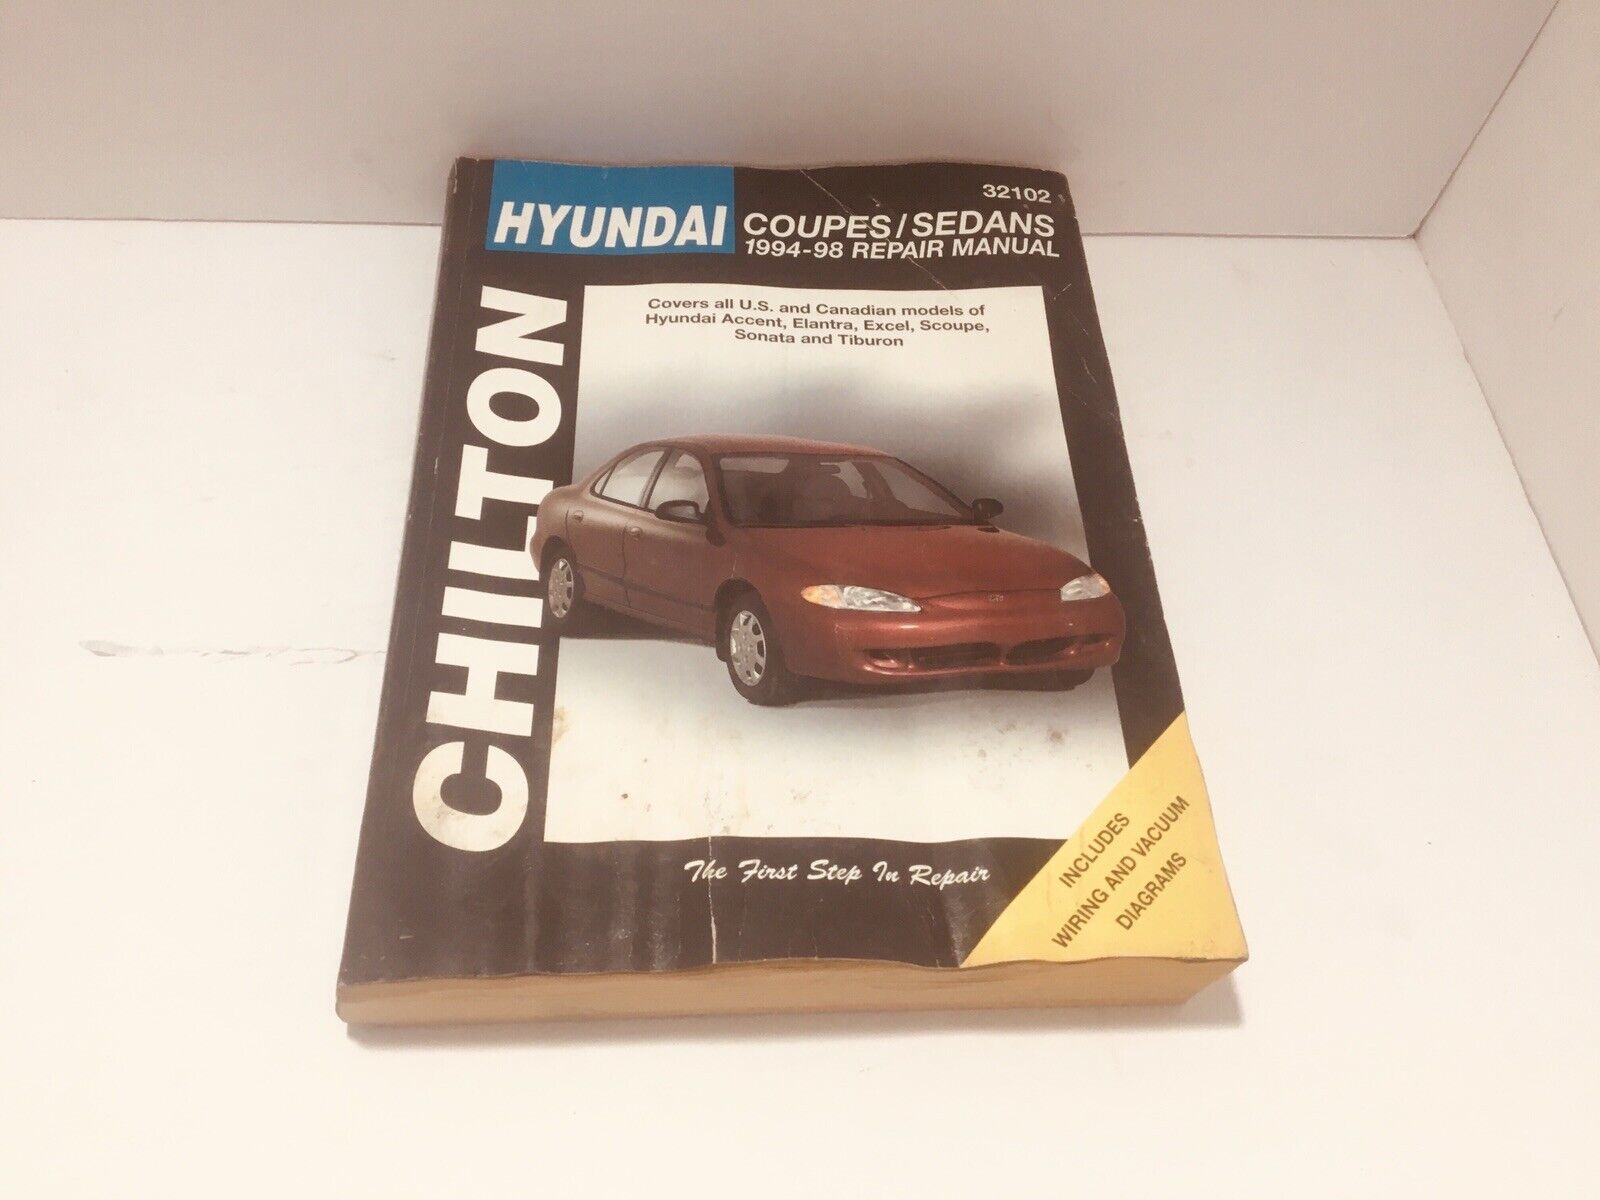 32102
HYUNDAI COUPES/SEDANS
1994-98 REPAIR MANUAL
CHILTON
Covers all U.S. and Canadian models of
Hyundai Accent, Elantra, Excel, Scoupe,
Sonata and Tiburon
The First Step In Repair
INCLUDES
WIRING AND VACUUM
DIAGRAMS